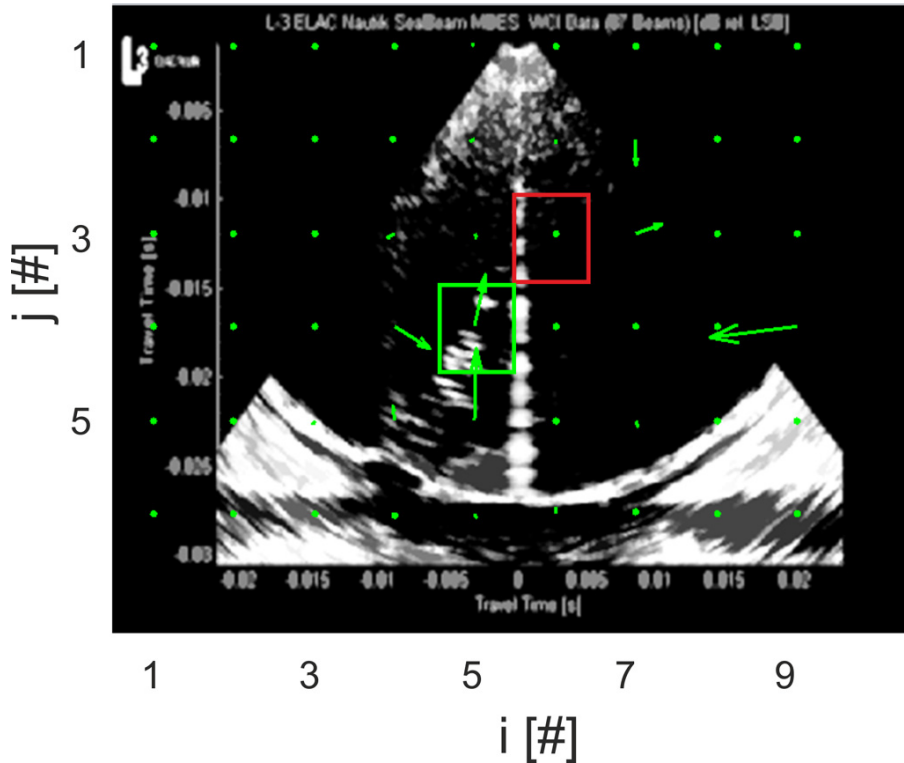 L-3 ELAC Nautik SeaBeam MBES WCI Data (87 Beams) [dB rel. LSB]
1
L3
-0.005
-0.01
3
j [#]
-0.015
Travel Time [s]
-0.02
5
-0.025
-0.03
-0.02 -0.015 -0.01 -0.005 0 0.005 0.01 0.015 0.02
Travel Time [s]
1 3 5 7 9
i [#]